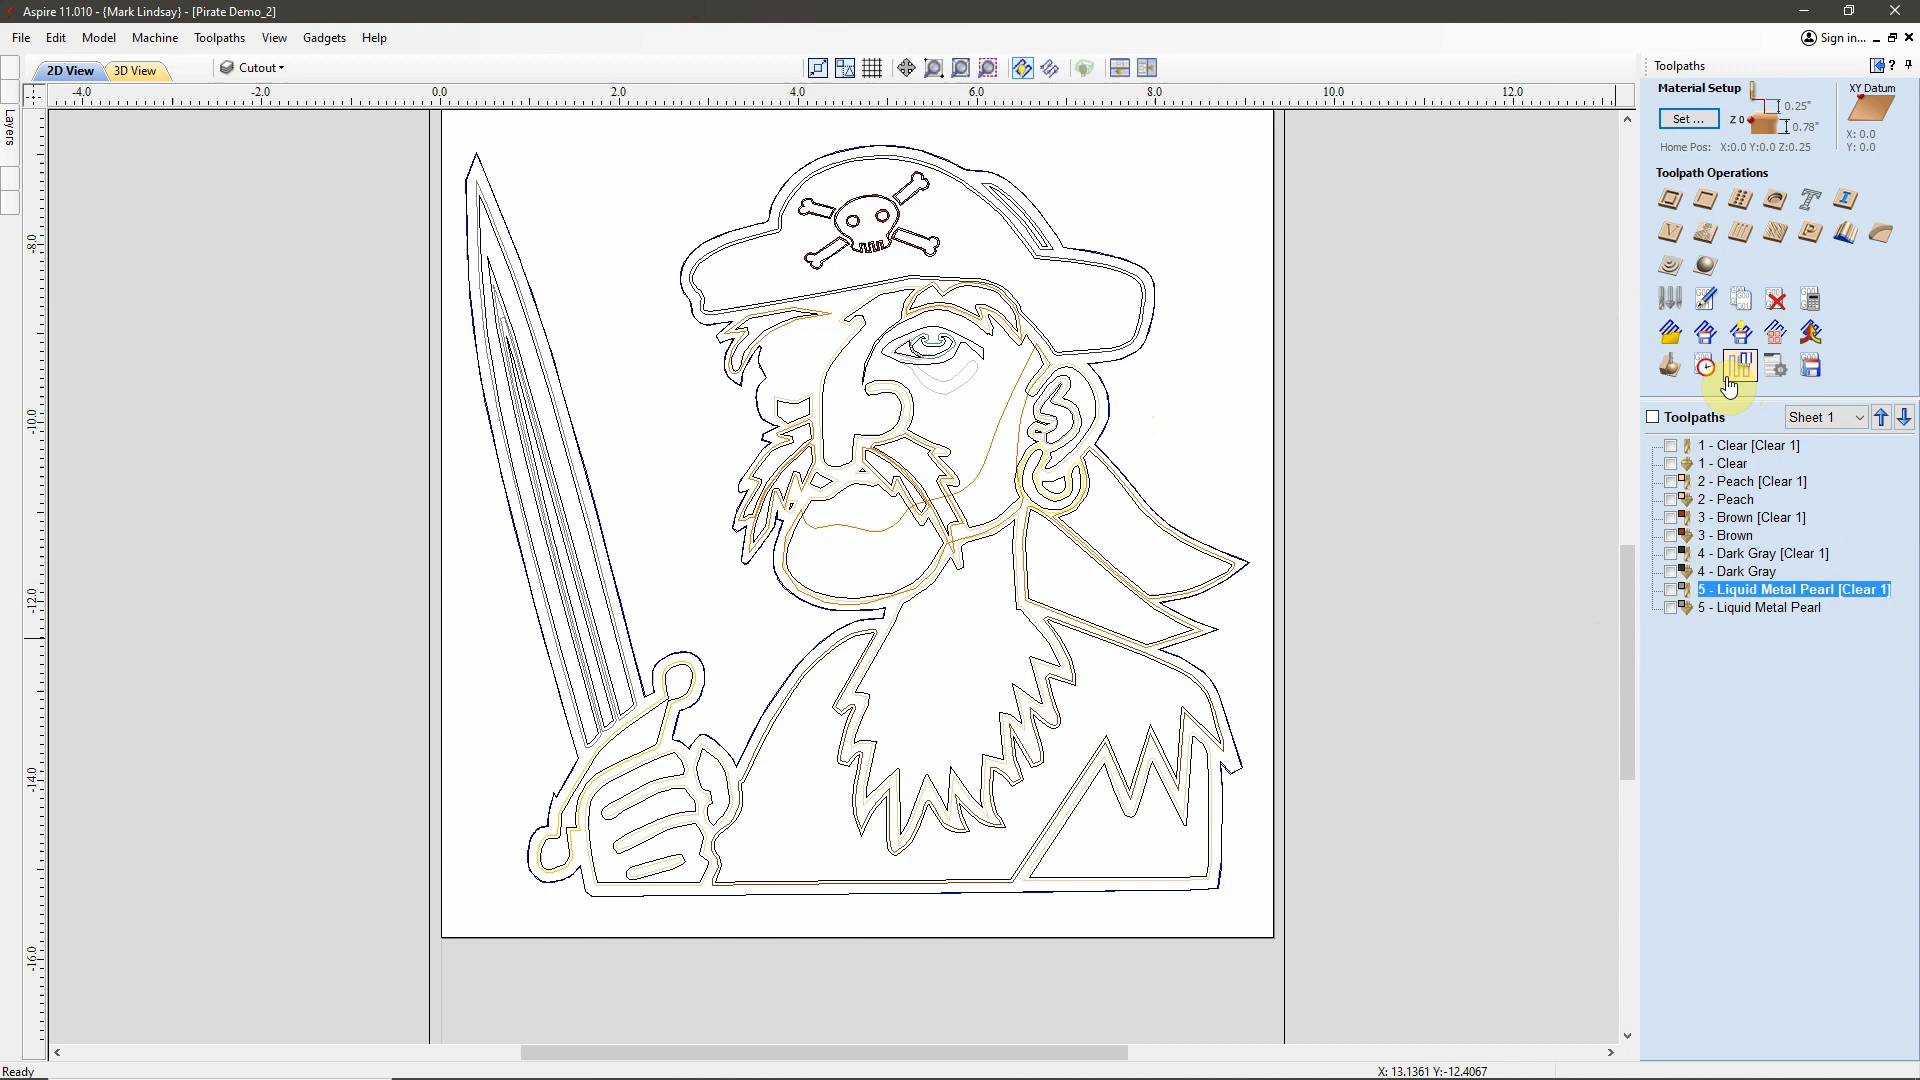 Aspire 11.010 - {Mark Lindsay} - [Pirate Demo_2]
File Edit Model Machine Toolpaths View Gadgets Help
Sign in...
2D View 3D View Cutout
Toolpaths
-4.0 -2.0 0.0 2.0 4.0 6.0 8.0 10.0 12.0
Layers
-8.0
-10.0
-12.0
-14.0
-16.0
Material Setup XY Datum
0.25"
Set ... Z 0
0.78"
X: 0.0
Home Pos: X:0.0 Y:0.0 Z:0.25 Y: 0.0
Toolpath Operations
Toolpaths Sheet 1
1 - Clear [Clear 1]
1 - Clear
2 - Peach [Clear 1]
2 - Peach
3 - Brown [Clear 1]
3 - Brown
4 - Dark Gray [Clear 1]
4 - Dark Gray
5 - Liquid Metal Pearl [Clear 1]
5 - Liquid Metal Pearl
Ready
X: 13.1361 Y:-12.4067